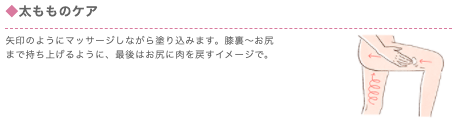 ◆太もものケア
矢印のようにマッサージしながら塗り込みます。膝裏～お尻
まで持ち上げるように、最後はお尻に肉を戻すイメージで。